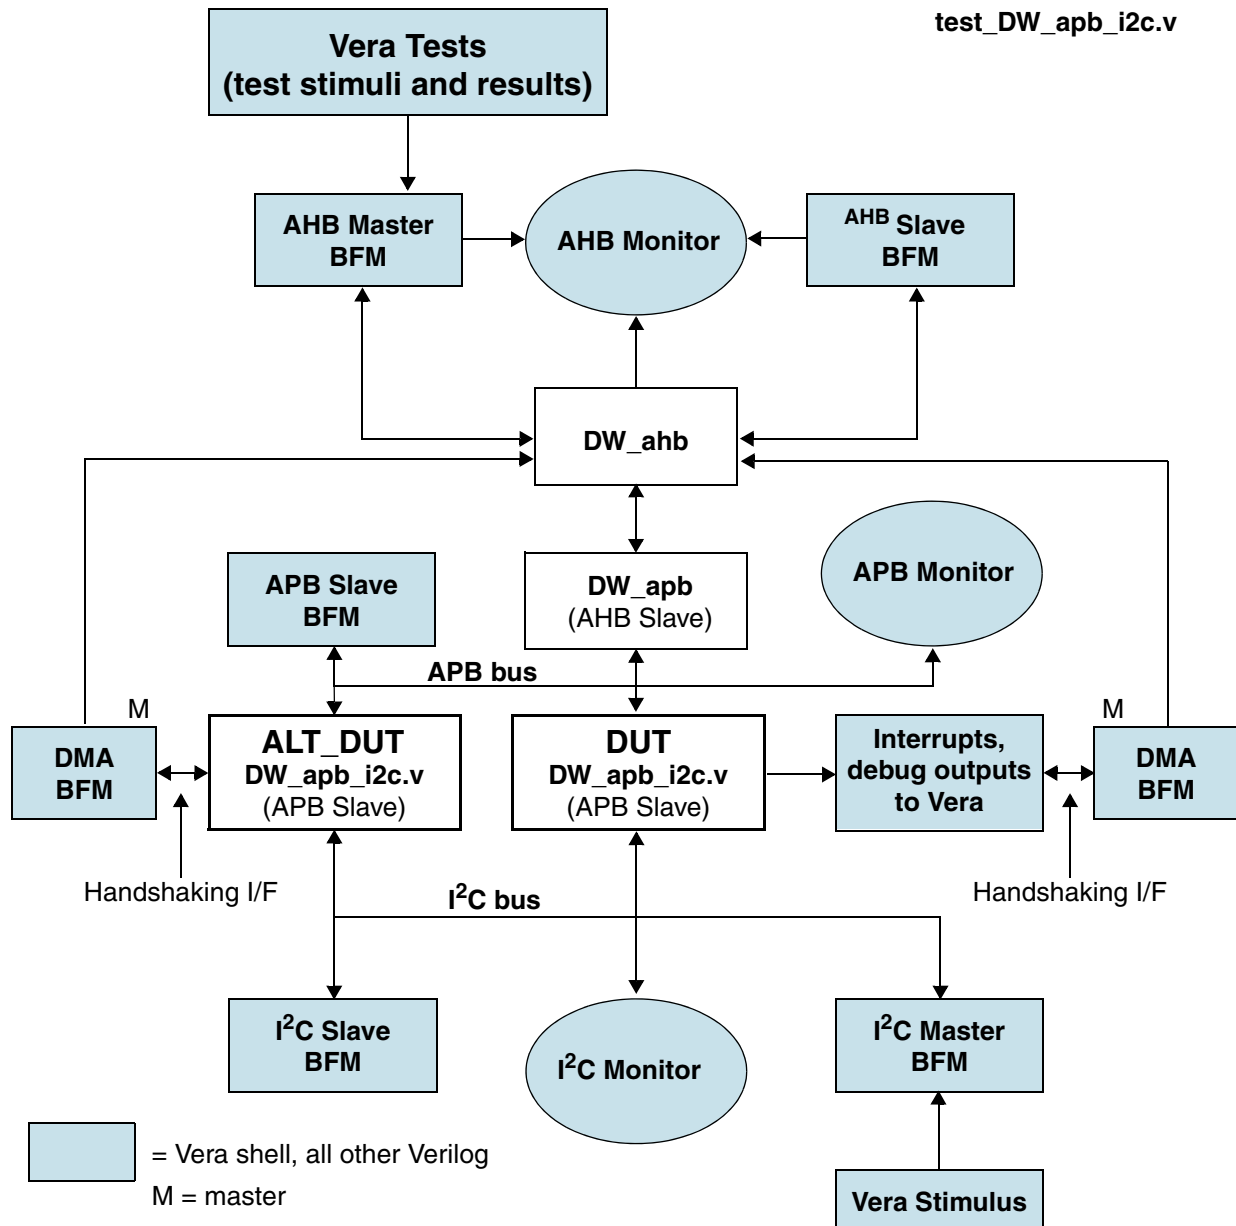 test_DW_apb_i2c.v
Vera Tests
(test stimuli and results)
AHB Master
BFM
AHB Monitor
AHB Slave
BFM
DW_ahb
APB Slave
BFM
DW_apb
(AHB Slave)
APB Monitor
APB bus
M
DMA
BFM
ALT_DUT
DW_apb_i2c.v
(APB Slave)
DUT
DW_apb_i2c.v
(APB Slave)
Interrupts,
debug outputs
to Vera
M
DMA
BFM
Handshaking I/F
I²C bus
Handshaking I/F
I²C Slave
BFM
I²C Monitor
I²C Master
BFM
= Vera shell, all other Verilog
M = master
Vera Stimulus